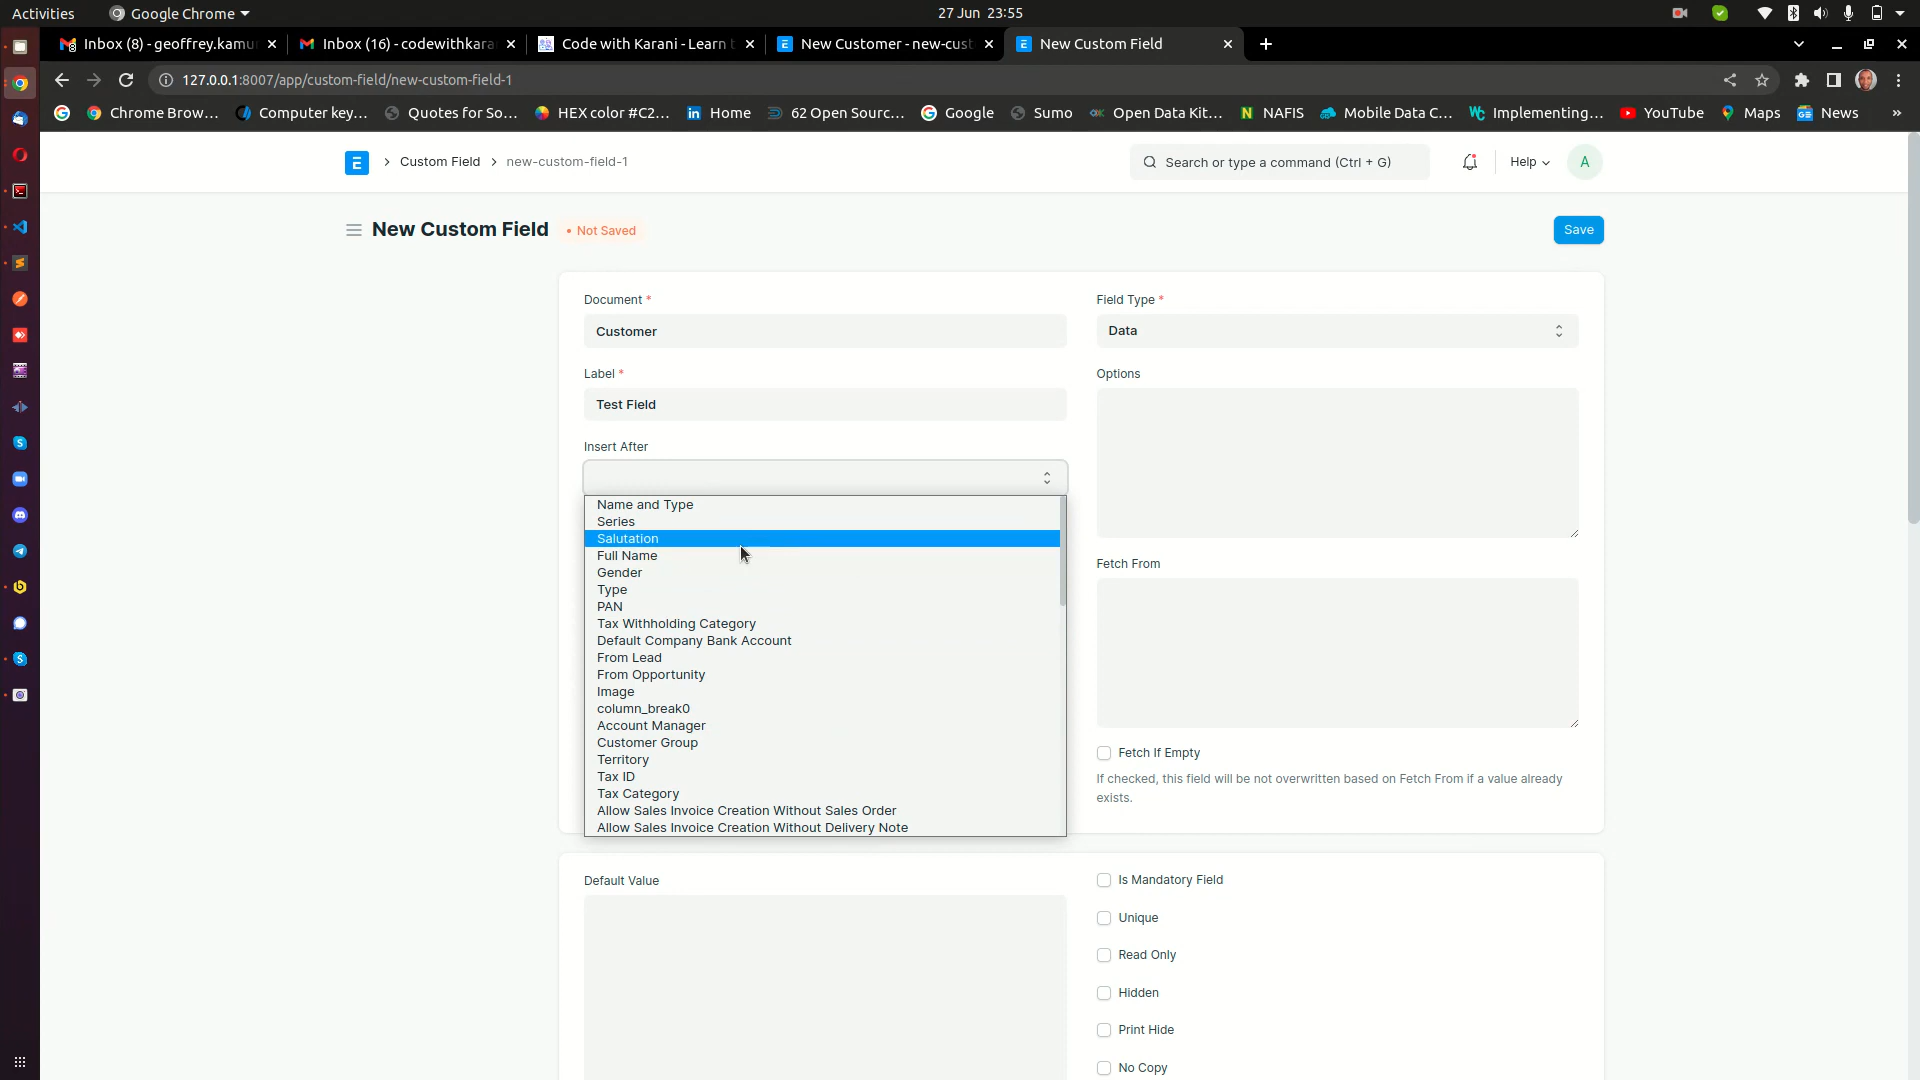 Activities
Google Chrome
27 Jun 23:55
Inbox (8) - geoffrey.kamu
Inbox (16) - codewithkara
Code with Karani - Learn t
New Customer - new-cust
New Custom Field
127.0.0.1:8007/app/custom-field/new-custom-field-1
Chrome Brow...
Computer key...
Quotes for So...
HEX color #C2...
Home
62 Open Sourc...
Google
Sumo
Open Data Kit...
NAFIS
Mobile Data C...
Implementing...
YouTube
Maps
News
E
Custom Field
new-custom-field-1
Search or type a command (Ctrl + G)
Help
A
New Custom Field
• Not Saved
Save
Document *
Customer
Label *
Test Field
Insert After
Name and Type
Series
Salutation
Full Name
Gender
Type
PAN
Tax Withholding Category
Default Company Bank Account
From Lead
From Opportunity
Image
column_break0
Account Manager
Customer Group
Territory
Tax ID
Tax Category
Allow Sales Invoice Creation Without Sales Order
Allow Sales Invoice Creation Without Delivery Note
Field Type *
Data
Options
Fetch From
Fetch If Empty
If checked, this field will be not overwritten based on Fetch From if a value already
exists.
Default Value
Is Mandatory Field
Unique
Read Only
Hidden
Print Hide
No Copy